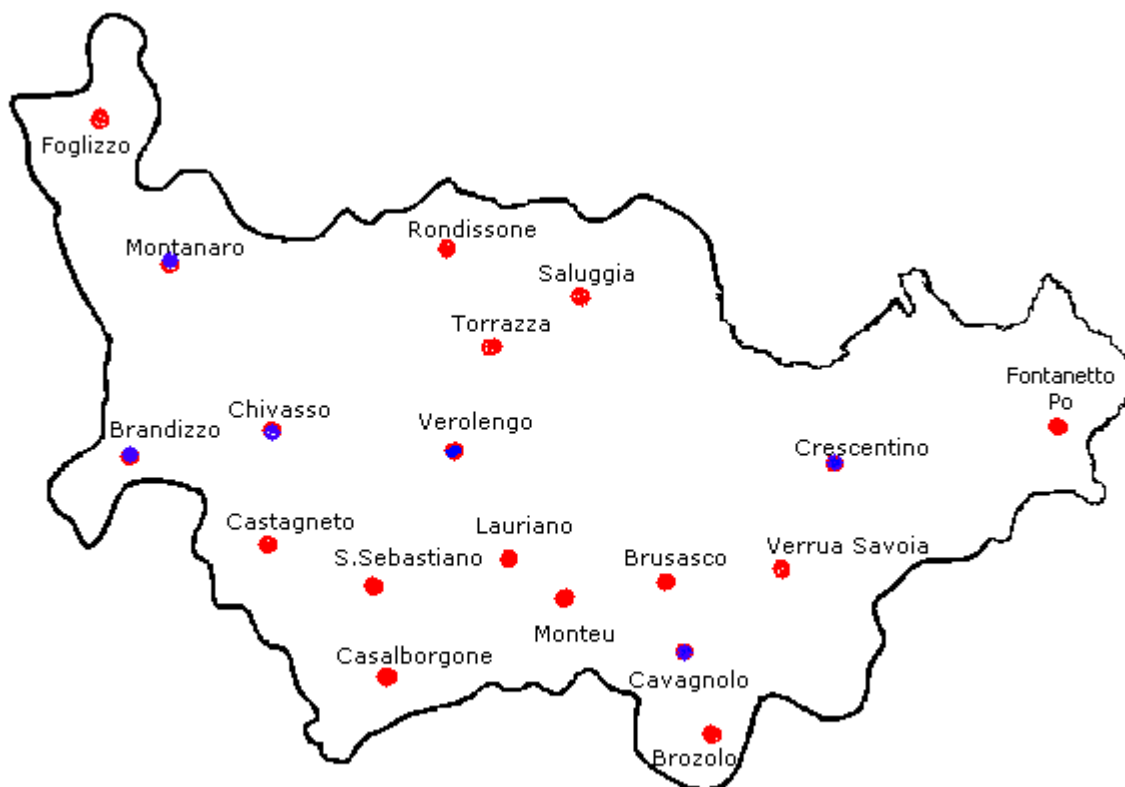 Foglizzo
Montanaro
Rondissone
Saluggia
Torrazza
Fontanetto
Po
Chivasso
Brandizzo
Verolengo
Crescentino
Castagneto
Lauriano
S.Sebastiano
Brusasco
Verrua Savoia
Monteu
Casalborgone
Cavagnolo
Brozolo